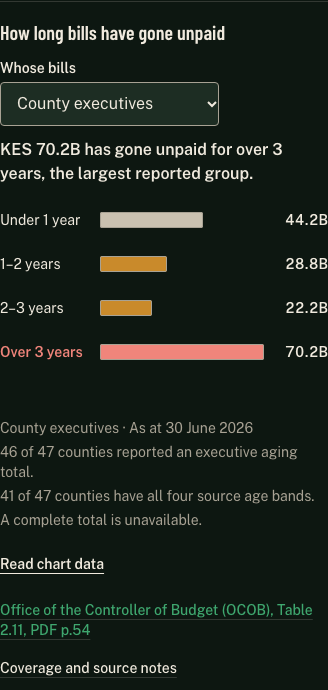 How long bills have gone unpaid
Whose bills
County executives
KES 70.2B has gone unpaid for over 3
years, the largest reported group.
Under 1 year 44.2B
1–2 years 28.8B
2–3 years 22.2B
Over 3 years 70.2B
County executives · As at 30 June 2026
46 of 47 counties reported an executive aging
total.
41 of 47 counties have all four source age bands.
A complete total is unavailable.
Read chart data
Office of the Controller of Budget (OCOB), Table
2.11, PDF p.54
Coverage and source notes